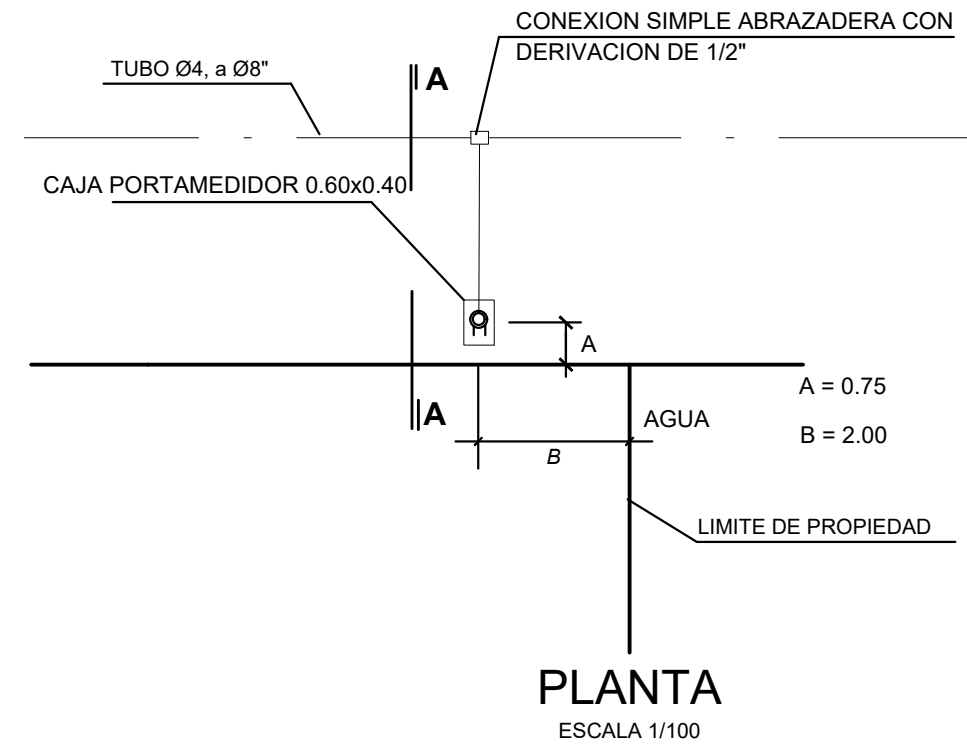 CONEXION SIMPLE ABRAZADERA CON
DERIVACION DE 1/2"
TUBO Ø4, a Ø8"
A
CAJA PORTAMEDIDOR 0.60x0.40
A
A = 0.75
A
AGUA
B = 2.00
B
LIMITE DE PROPIEDAD
PLANTA
ESCALA 1/100